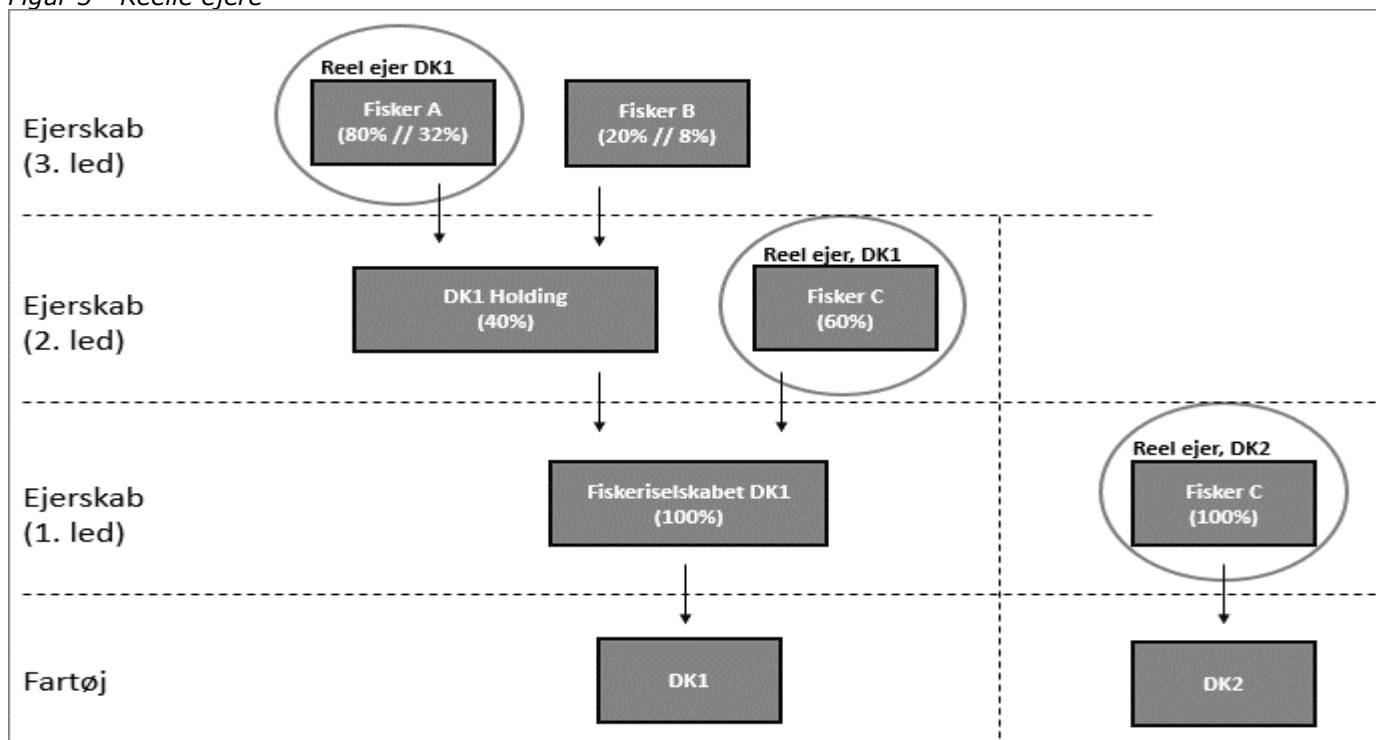 Figur 3 - Reelle ejere
Reel ejer DK1
Fisker A
(80% // 32%)
Fisker B
(20% // 8%)
Ejerskab
(3. led)
Reel ejer, DK1
DK1 Holding
(40%)
Fisker C
(60%)
Ejerskab
(2. led)
Reel ejer, DK2
Fiskeriselskabet DK1
(100%)
Fisker C
(100%)
Ejerskab
(1. led)
Fartøj
DK1
DK2